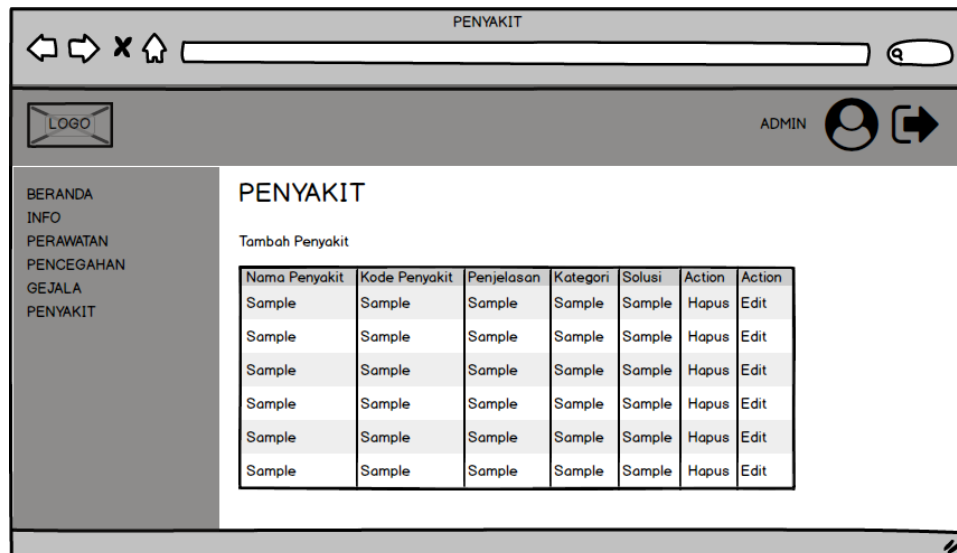 PENYAKIT
LOGO
ADMIN
BERANDA
INFO
PERAWATAN
PENCEGAHAN
GEJALA
PENYAKIT
PENYAKIT
Tambah Penyakit
Nama Penyakit Kode Penyakit Penjelasan Kategori Solusi Action Action
Sample Sample Sample Sample Sample Hapus Edit
Sample Sample Sample Sample Sample Hapus Edit
Sample Sample Sample Sample Sample Hapus Edit
Sample Sample Sample Sample Sample Hapus Edit
Sample Sample Sample Sample Sample Hapus Edit
Sample Sample Sample Sample Sample Hapus Edit